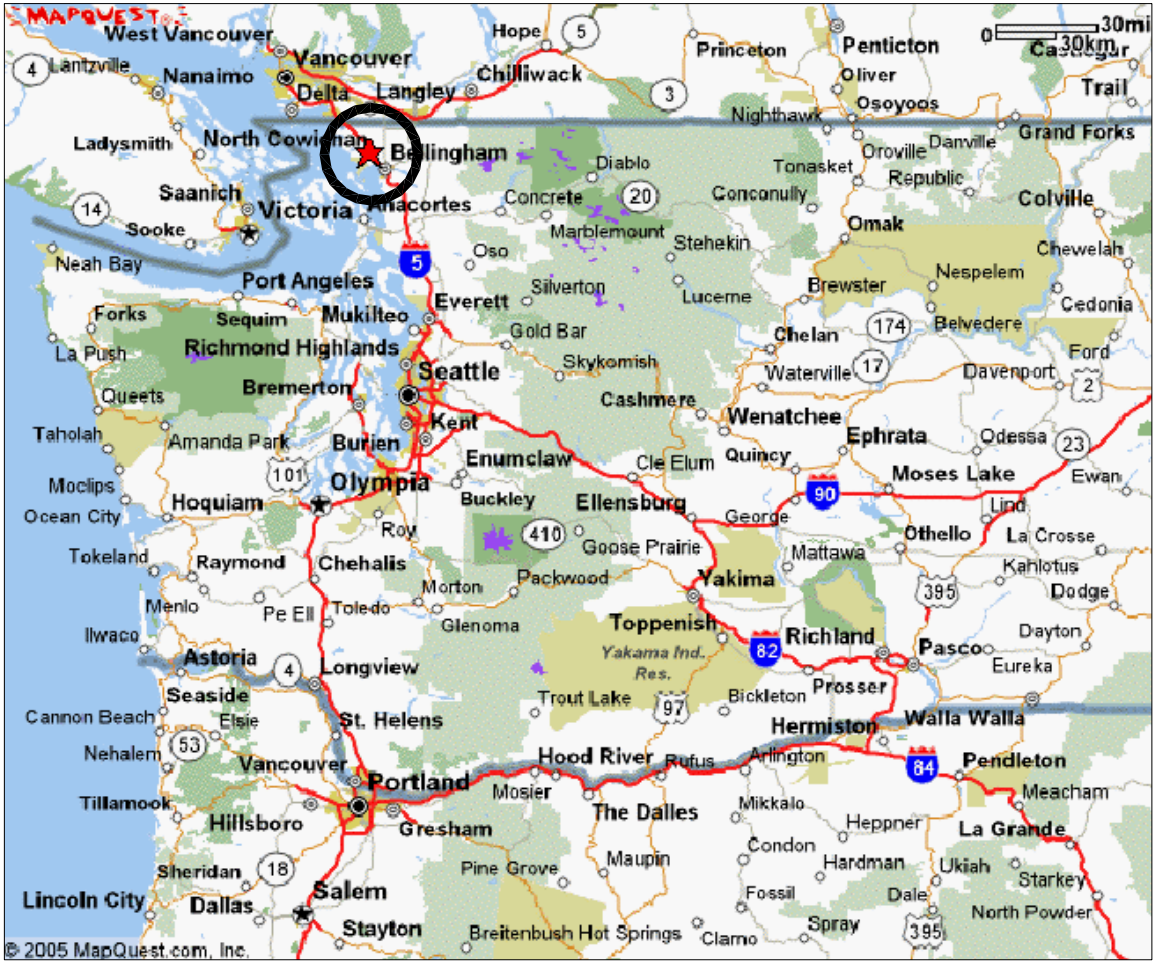 MAPQUEST
West Vancouver
Hope
5
Princeton
Penticton
0
30mi
30km
Castlegar
4
Lantzville
Nanaimo
Vancouver
Chilliwack
Oliver
Trail
Delta
Langley
3
Osoyoos
Nighthawk
Grand Forks
Ladysmith
North Cowichan
Bellingham
Diablo
Tonasket
Oroville
Danville
Republic
Saanich
Concrete
20
Conconully
Colville
14
Victoria
Anacortes
Marblemount
Omak
Sooke
Stehekin
Chewelah
Neah Bay
5
Oso
Nespelem
Port Angeles
Silverton
Lucerne
Brewster
Cedonia
Forks
Sequim
Mukilteo
Everett
Belvedere
Gold Bar
Chelan
174
La Push
Richmond Highlands
Skykomish
Ford
Seattle
Waterville
17
Davenport
2
Queets
Bremerton
Cashmere
Wenatchee
Taholah
Amanda Park
Burien
Kent
Ephrata
Odessa
23
Enumclaw
Cle Elum
Quincy
Moclips
101
Olympia
Moses Lake
Ewan
Hoquiam
Buckley
Ellensburg
90
Ocean City
Roy
George
Lind
410
Othello
La Crosse
Tokeland
Raymond
Chehalis
Goose Prairie
Mattawa
Kahlotus
Packwood
Yakima
395
Dodge
Menlo
Pe Ell
Toledo
Morton
Glenoma
Toppenish
Richland
Dayton
Ilwaco
82
Pasco
Astoria
4
Longview
Yakama Ind.
Res.
Eureka
Seaside
Trout Lake
Bickleton
Prosser
Cannon Beach
Elsie
St. Helens
97
Hermiston
Walla Walla
Nehalem
53
Vancouver
Hood River
Rufus
Arlington
84
Pendleton
Portland
Tillamook
Mosier
Meacham
Hillsboro
Gresham
The Dalles
Mikkalo
Heppner
La Grande
Sheridan
18
Pine Grove
Maupin
Condon
Hardman
Ukiah
Starkey
Lincoln City
Dallas
Salem
Fossil
Dale
North Powder
Stayton
Breitenbush Hot Springs
Clarno
Spray
395
© 2005 MapQuest.com, Inc.